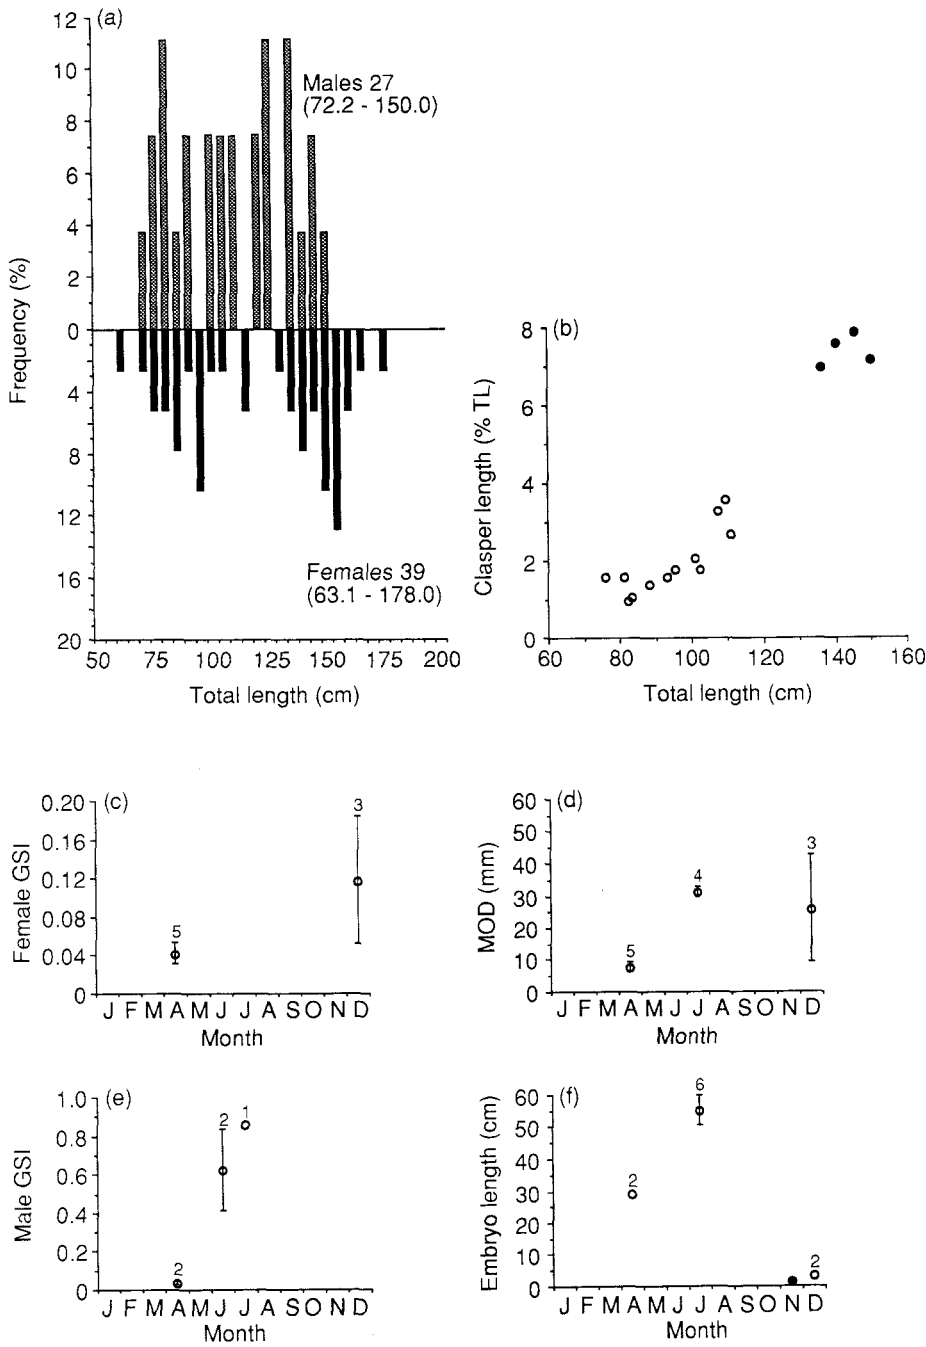 (a)
12
10
8
6
4
2
0
4
8
12
16
20
Frequency (%)
Males 27
(72.2 - 150.0)
Females 39
(63.1 - 178.0)
50 75 100 125 150 175 200
Total length (cm)
(b)
8
6
4
2
0
Clasper length (% TL)
60 80 100 120 140 160
Total length (cm)
(c)
0.20
0.16
0.12
0.08
0.04
0
Female GSI
5
3
J F M A M J J A S O N D
Month
(d)
60
50
40
30
20
10
0
MOD (mm)
5
4
3
J F M A M J J A S O N D
Month
(e)
1.0
0.8
0.6
0.4
0.2
0
Male GSI
2
2
1
J F M A M J J A S O N D
Month
(f)
60
50
40
30
20
10
0
Embryo length (cm)
2
6
2
J F M A M J J A S O N D
Month